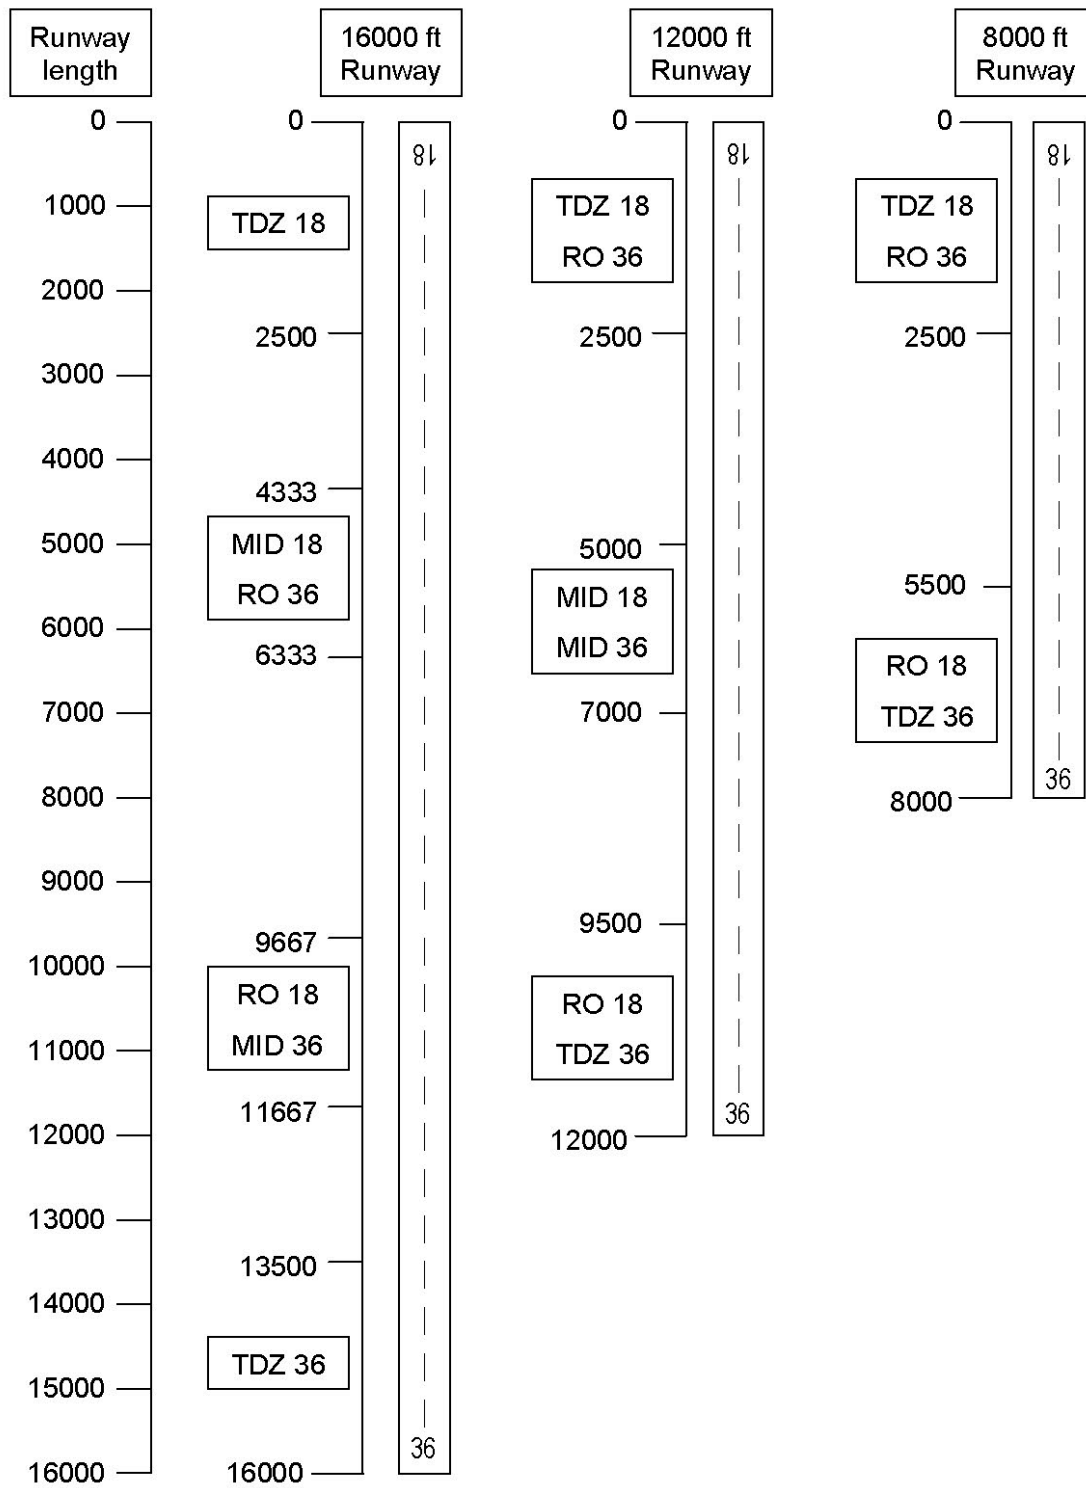 Runway
length
0
1000
2000
3000
4000
5000
6000
7000
8000
9000
10000
11000
12000
13000
14000
15000
16000
16000 ft
Runway
0
TDZ 18
2500
4333
MID 18
RO 36
6333
9667
RO 18
MID 36
11667
13500
TDZ 36
16000
18
36
12000 ft
Runway
0
TDZ 18
RO 36
2500
5000
MID 18
MID 36
7000
9500
RO 18
TDZ 36
12000
18
36
8000 ft
Runway
0
TDZ 18
RO 36
2500
5500
RO 18
TDZ 36
8000
18
36